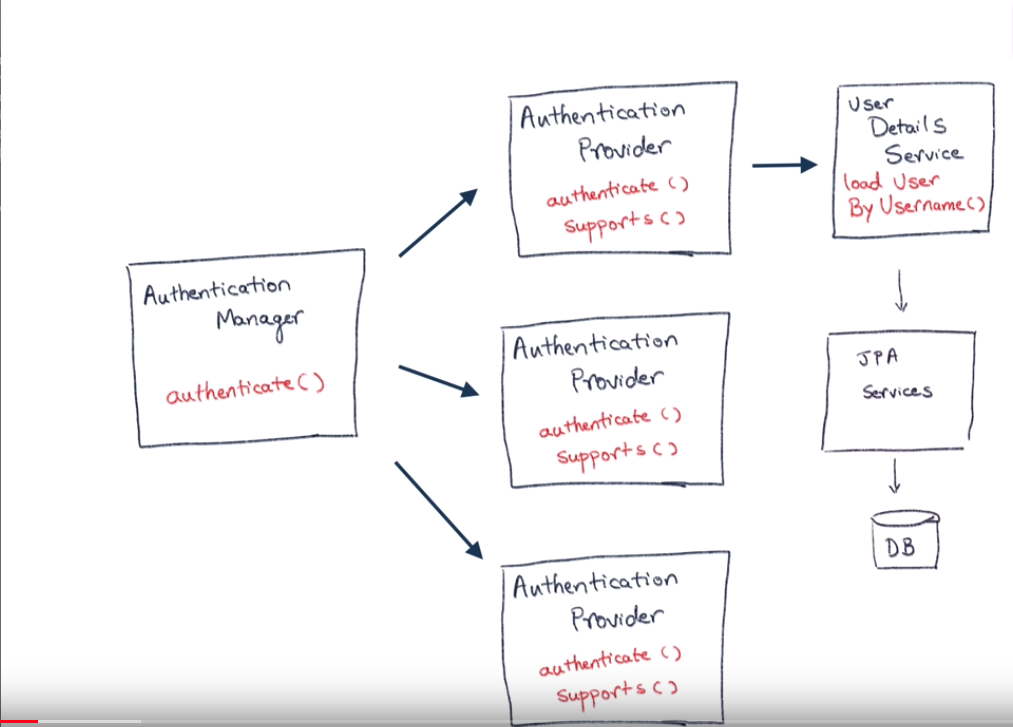 Authentication
Manager
authenticate()
Authentication
Provider
authenticate ()
Supports()
Authentication
Provider
authenticate ()
Supports()
Authentication
Provider
authenticate ()
Supports()
User
Details
Service
load User
By Username()
JPA
Services
DB